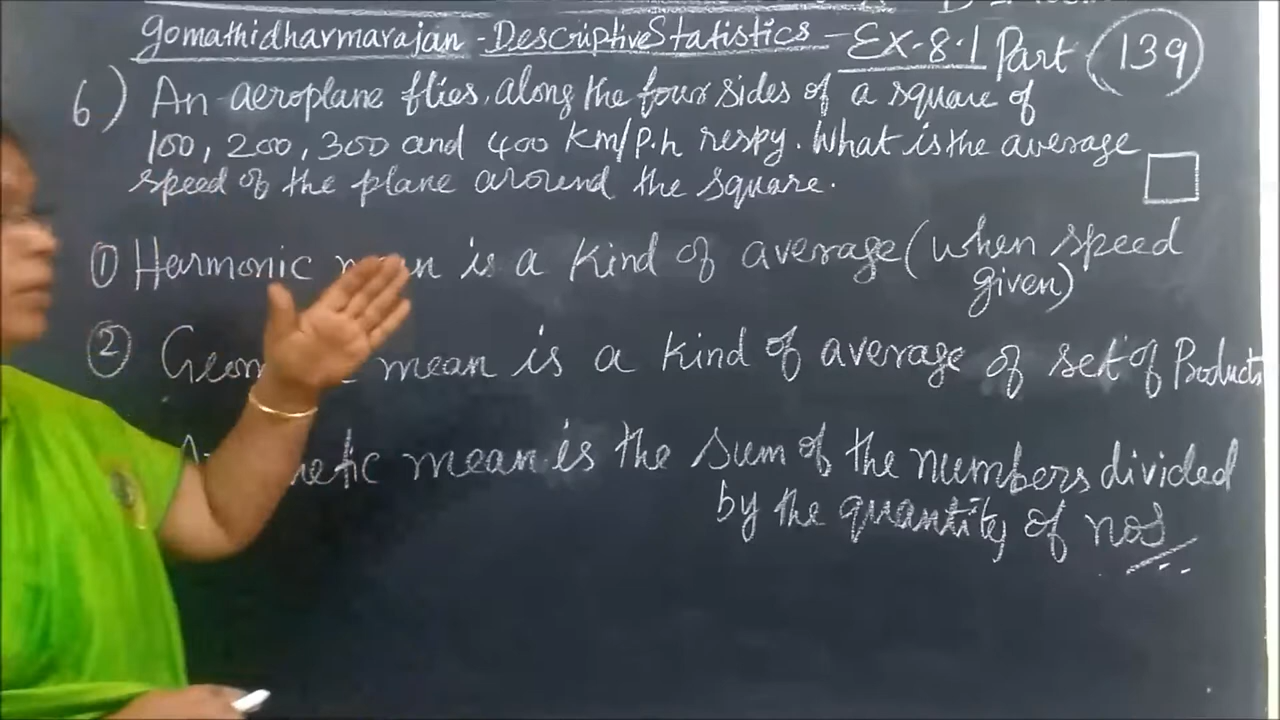 gomathidharmarajan - Descriptive Statistics - Ex-8.1 Part - 139
6) An aeroplane flies, along the four sides of a square of
100, 200, 300 and 400 Km/P.h respy. What is the average
speed of the plane around the square.
① Harmonic mean is a kind of average (when speed
given)
② mean is a kind of average of set of Products
mean is the sum of the numbers divided
by the quantity of nos